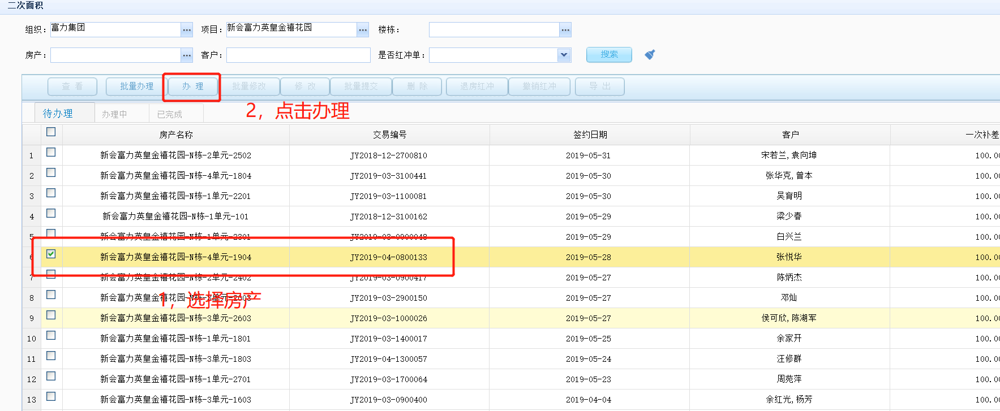 二次面积
组织： 富力集团 ... 项目： 新会富力英皇金禧花园 ... 楼栋： ...
房产： ... 客户： 是否红冲单： 搜索
查 看 批量办理 办 理 批量修改 修 改 批量提交 删 除 退房红冲 撤销红冲 导 出
待办理 办理中 已完成
2，点击办理
房产名称 交易编号 签约日期 客户 一次补差
1 新会富力英皇金禧花园-N栋-2单元-2502 JY2018-12-2700810 2019-05-31 宋若兰,袁向坤 100.00
2 新会富力英皇金禧花园-N栋-4单元-1804 JY2019-03-3100441 2019-05-30 张华克,曾本 100.00
3 新会富力英皇金禧花园-N栋-1单元-2201 JY2019-03-1100081 2019-05-30 吴育明 100.00
4 新会富力英皇金禧花园-N栋-1单元-101 JY2018-12-3100162 2019-05-29 梁少春 100.00
5 新会富力英皇金禧花园-N栋-1单元-2301 JY2019-03-0900048 2019-05-29 白兴兰 100.00
6 新会富力英皇金禧花园-N栋-4单元-1904 JY2019-04-0800133 2019-05-28 张悦华 100.00
7 新会富力英皇金禧花园-N栋-2单元-2402 JY2019-03-0900417 2019-05-27 陈炳杰 100.00
8 新会富力英皇金禧花园-N栋- JY2019-03-2900150 2019-05-27 邓灿 100.00
1，选择房产
9 新会富力英皇金禧花园-N栋-3单元-2603 JY2019-03-1000026 2019-05-27 侯可欣,陈湖军 100.00
10 新会富力英皇金禧花园-N栋-1单元-1801 JY2019-03-1400017 2019-05-25 余家开 100.00
11 新会富力英皇金禧花园-N栋-3单元-1803 JY2019-04-1300057 2019-05-24 汪修群 100.00
12 新会富力英皇金禧花园-N栋-1单元-2701 JY2019-03-1700064 2019-05-23 周苑萍 100.00
13 新会富力英皇金禧花园-N栋-4单元-1603 JY2019-03-0900400 2019-04-04 余红光,杨芳 100.00